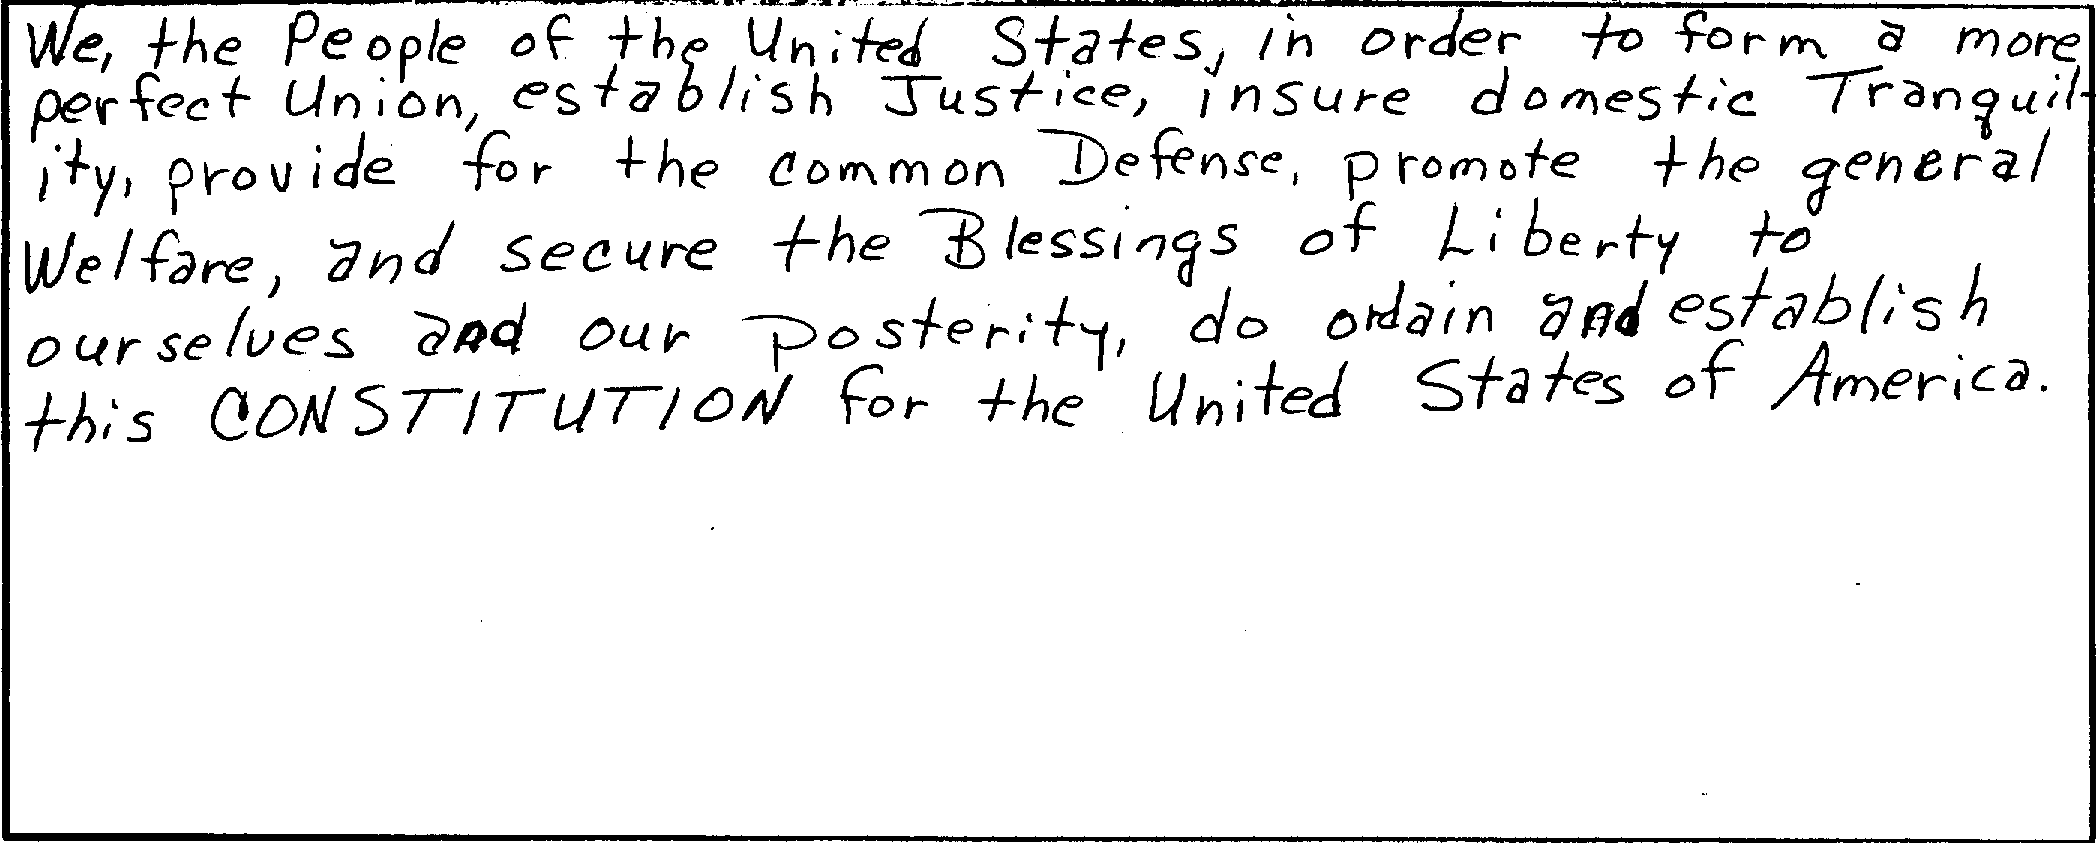 We, the People of the United States, in order to form a more
perfect Union, establish Justice, insure domestic Tranquil-
ity, provide for the common Defense, promote the general
Welfare, and secure the Blessings of Liberty to
ourselves and our posterity, do ordain and establish
this CONSTITUTION for the United States of America.